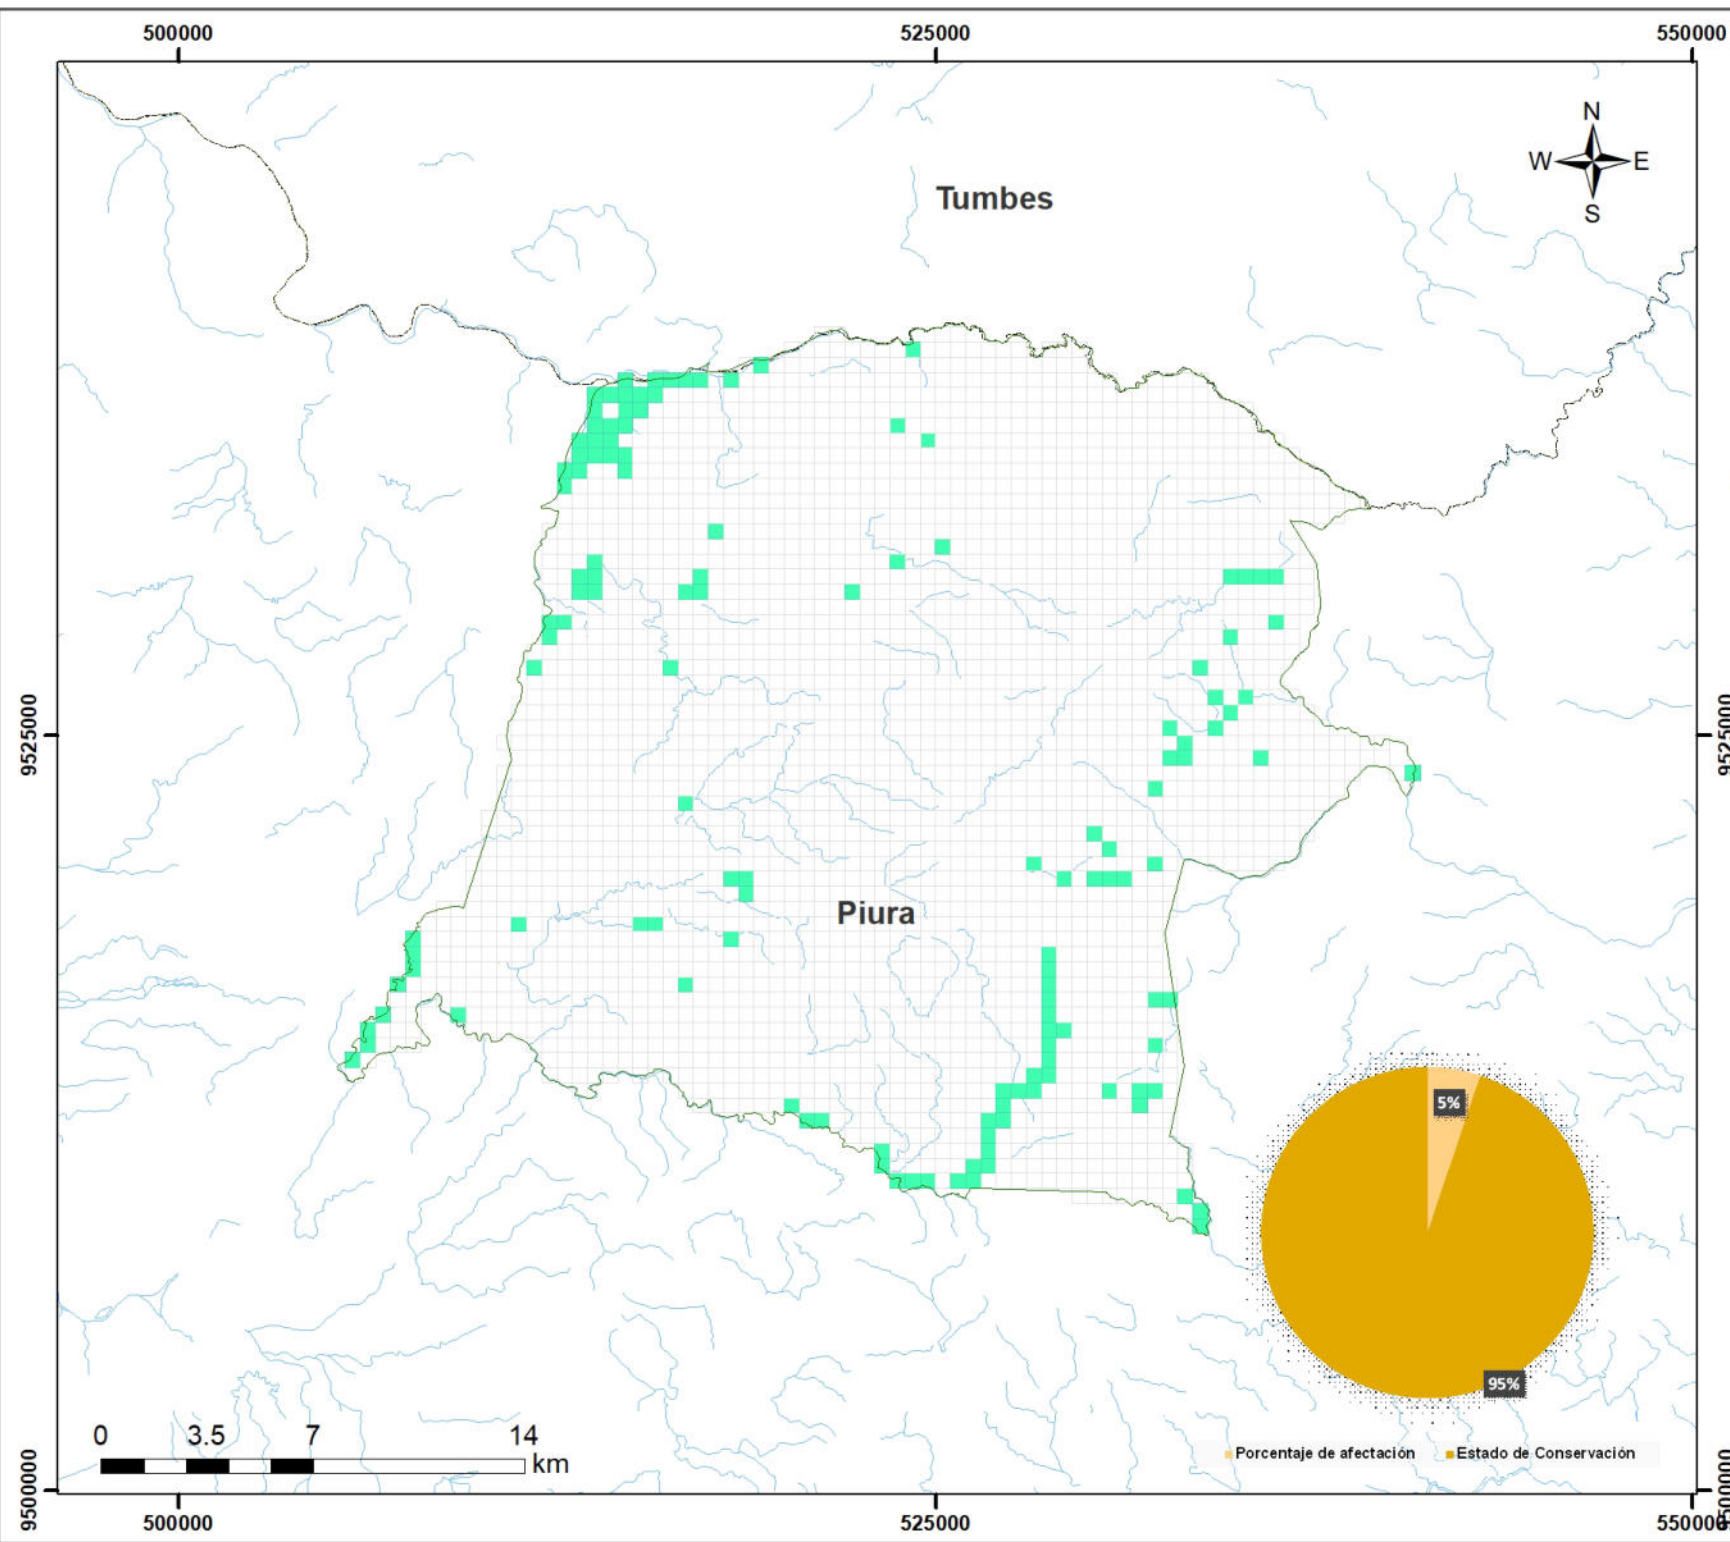 500000 525000 550000
N
W E
S
Tumbes
9525000 9525000
Piura
5%
95%
0 3.5 7 14
km
Porcentaje de afectación Estado de Conservación
9500000
500000 525000 550000